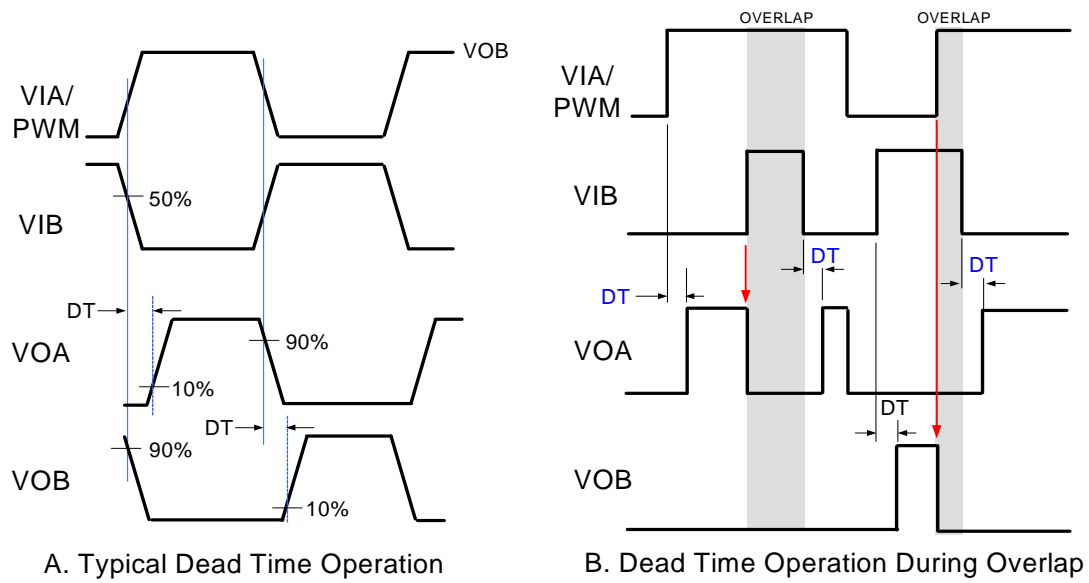 VOB
VIA/
PWM
50%
VIB
DT
VOA
90%
10%
DT
90%
VOB
10%
A. Typical Dead Time Operation
OVERLAP
OVERLAP
VIA/
PWM
VIB
DT
DT
DT
VOA
DT
VOB
B. Dead Time Operation During Overlap